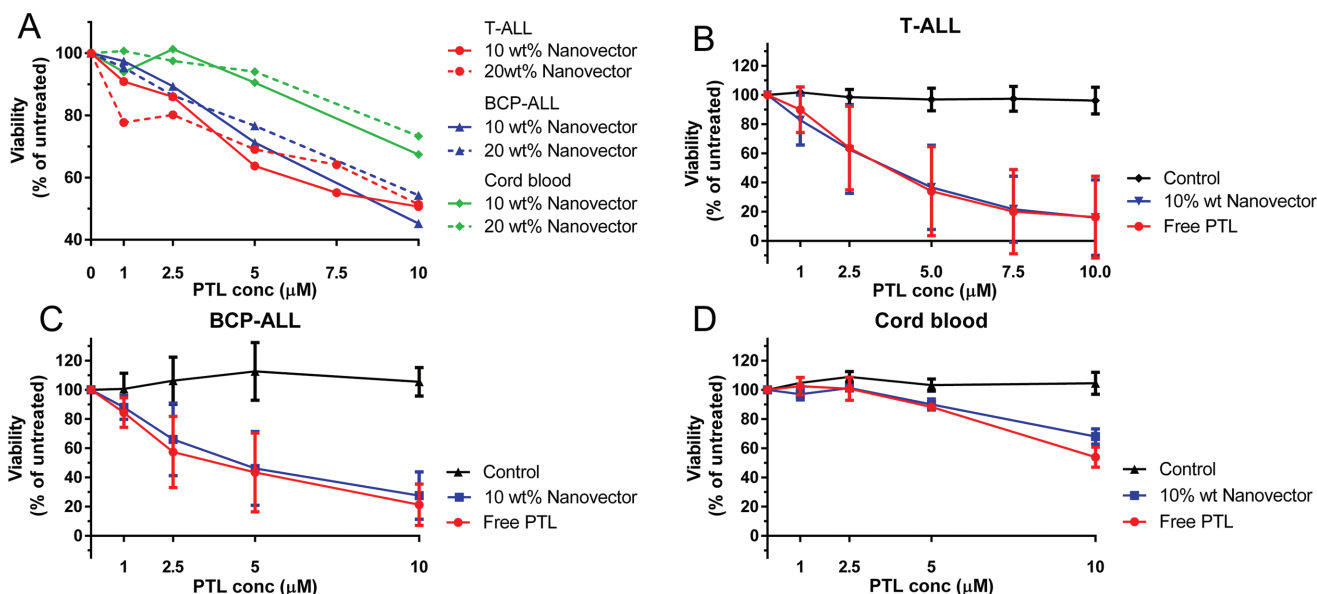 A
Viability
(% of untreated)
100
80
60
40
0
1
2.5
5
7.5
10
PTL conc (μM)
T-ALL
10 wt% Nanovector
20wt% Nanovector
BCP-ALL
10 wt% Nanovector
20 wt% Nanovector
Cord blood
10 wt% Nanovector
20 wt% Nanovector
B
T-ALL
Viability
(% of untreated)
120
100
80
60
40
20
0
1
2.5
5.0
7.5
10.0
PTL conc (μM)
Control
10% wt Nanovector
Free PTL
C
BCP-ALL
Viability
(% of untreated)
120
100
80
60
40
20
0
1
2.5
5
10
PTL conc (μM)
Control
10 wt% Nanovector
Free PTL
D
Cord blood
Viability
(% of untreated)
120
100
80
60
40
20
0
1
2.5
5
10
PTL conc (μM)
Control
10% wt Nanovector
Free PTL